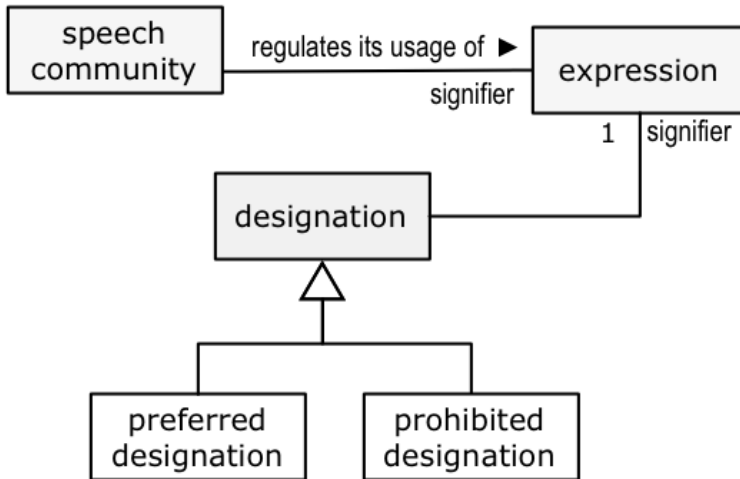 speech
community
regulates its usage of ►
signifier
expression
1
signifier
designation
preferred
designation
prohibited
designation